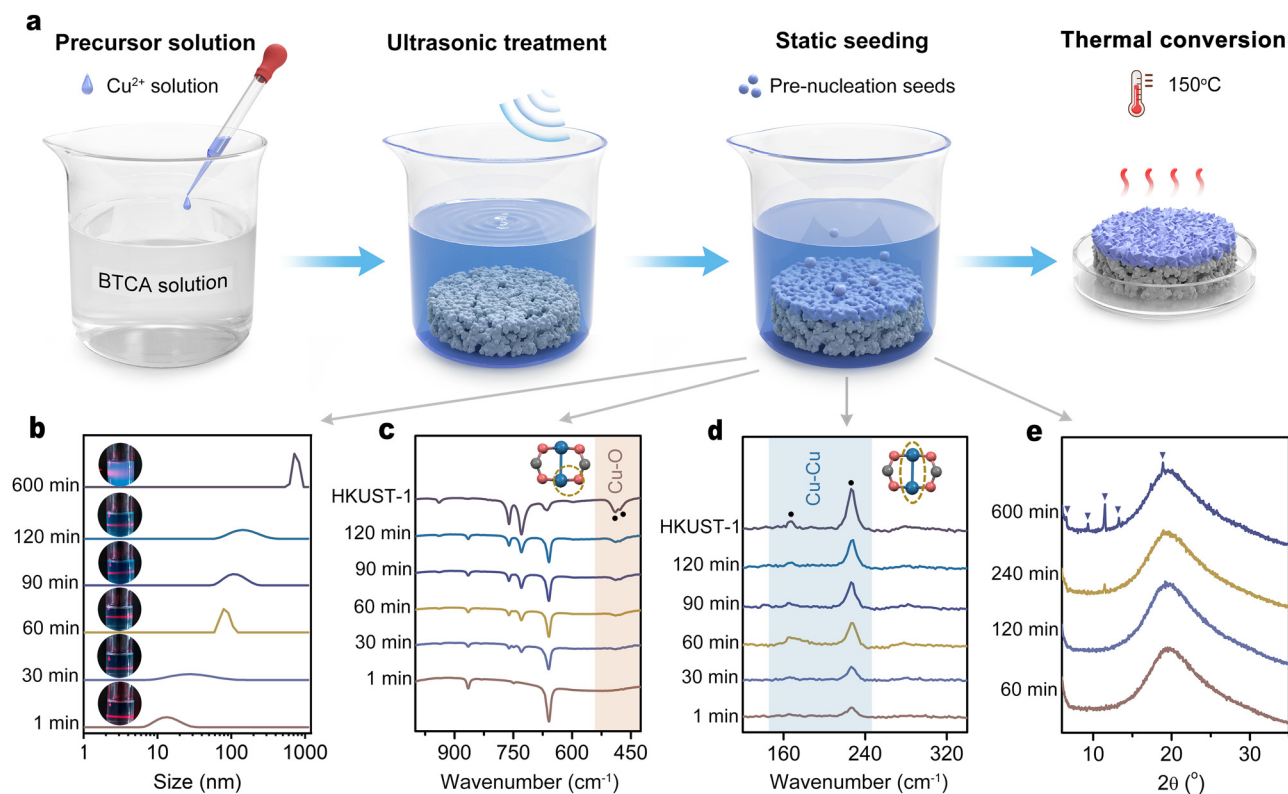 a
Precursor solution
Cu²⁺ solution
BTCA solution
Ultrasonic treatment
Static seeding
Pre-nucleation seeds
Thermal conversion
150°C
b
600 min
120 min
90 min
60 min
30 min
1 min
1 10 100 1000
Size (nm)
c
Cu–O
HKUST-1
120 min
90 min
60 min
30 min
1 min
900 750 600 450
Wavenumber (cm⁻¹)
d
Cu–Cu
HKUST-1
120 min
90 min
60 min
30 min
1 min
160 240 320
Wavenumber (cm⁻¹)
e
600 min
240 min
120 min
60 min
10 20 30
2θ (°)